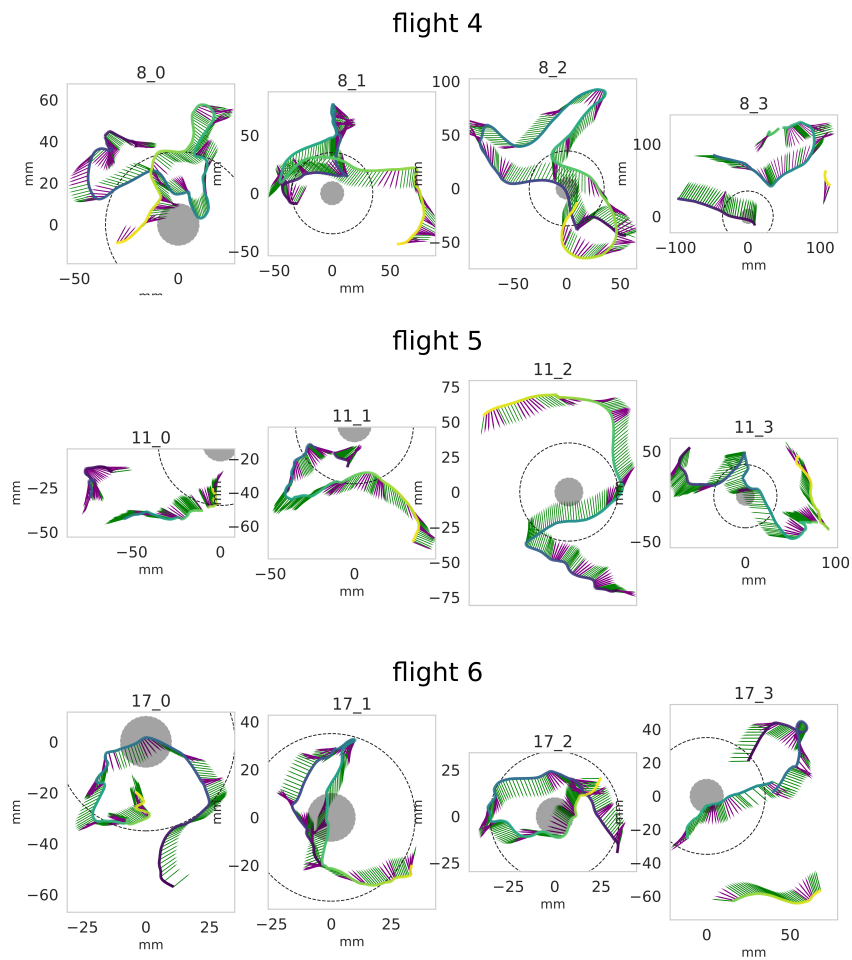 flight 4
8_0 8_1 8_2 8_3
60 40 20 0 mm −50 0 mm
50 0 −50 mm −50 0 50 mm
100 50 0 −50 mm −50 0 50 mm
100 0 mm −100 0 100 mm
flight 5
11_0 11_1 11_2 11_3
−25 −50 mm −50 0 mm
−20 −40 −60 mm −50 0 mm
75 50 25 0 −25 −50 −75 mm
50 0 −50 mm 0 100 mm
flight 6
17_0 17_1 17_2 17_3
0 −20 −40 −60 mm −25 0 25 mm
40 20 0 −20 mm −25 0 25 mm
20 0 −20 mm −25 0 25 mm
40 20 0 −20 −40 −60 mm 0 50 mm